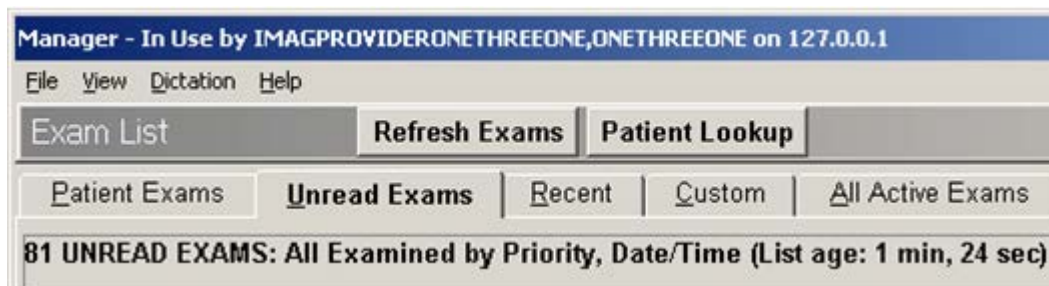 Manager - In Use by IMAGPROVIDERONETHREEONE,ONETHREEONE on 127.0.0.1
File View Dictation Help
Exam List Refresh Exams Patient Lookup
Patient Exams Unread Exams Recent Custom All Active Exams
81 UNREAD EXAMS: All Examined by Priority, Date/Time (List age: 1 min, 24 sec)